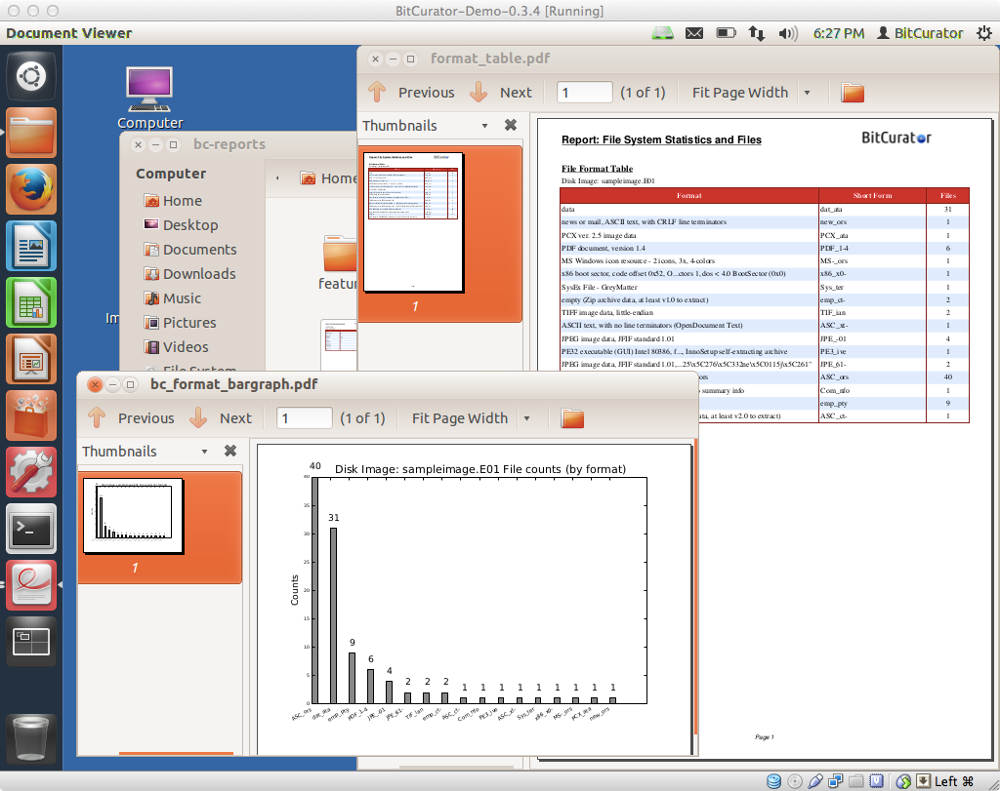 BitCurator-Demo-0.3.4 [Running]
Document Viewer
6:27 PM
BitCurator
Computer
format_table.pdf
Previous
Next
1
(1 of 1)
Fit Page Width
Thumbnails
1
Report: File System Statistics and Files
BitCurator
File Format Table
Disk Image: sampleimage.E01
Format Short Form Files
data dat_ata 31
news or mail, ASCII text, with CRLF line terminators new_ors 1
PCX ver. 2.5 image data PCX_ata 1
PDF document, version 1.4 PDF_1-4 6
MS Windows icon resource - 2 icons, 3x, 4-colors MS-_ors 1
x86 boot sector, code offset 0x52, O...ctors 1, dos < 4.0 BootSector (0x0) x86_x0- 1
SysEx File - GreyMatter Sys_ter 1
empty (Zip archive data, at least v1.0 to extract) emp_ct- 2
TIFF image data, little-endian TIF_ian 2
ASCII text, with no line terminators (OpenDocument Text) ASC_xt- 1
JPEG image data, JFIF standard 1.01 JPE_-01 4
PE32 executable (GUI) Intel 80386, f..., InnoSetup self-extracting archive PE3_ive 1
JPEG image data, JFIF standard 1.01,...25\x5C276\x5C332ne\x5C0115j\x5C261" JPE_61- 2
ors ASC_ors 40
summary info Com_nfo 1
emp_pty 9
ata, at least v2.0 to extract) ASC_ct- 1
Page 1
bc-reports
Computer
Home
Desktop
Documents
Downloads
Music
Pictures
Videos
File System
Home
featur
Im
bc_format_bargraph.pdf
Previous
Next
1
(1 of 1)
Fit Page Width
Thumbnails
1
Disk Image: sampleimage.E01 File counts (by format)
Counts
40
35
30
25
20
15
10
5
0
40 31 9 6 4 2 2 2 1 1 1 1 1 1 1 1 1
ASC_ors dat_ata emp_pty PDF_1-4 JPE_-01 JPE_61- TIF_ian emp_ct- ASC_ct- Com_nfo PE3_ive ASC_xt- Sys_ter x86_x0- MS-_ors PCX_ata new_ors
Left ⌘